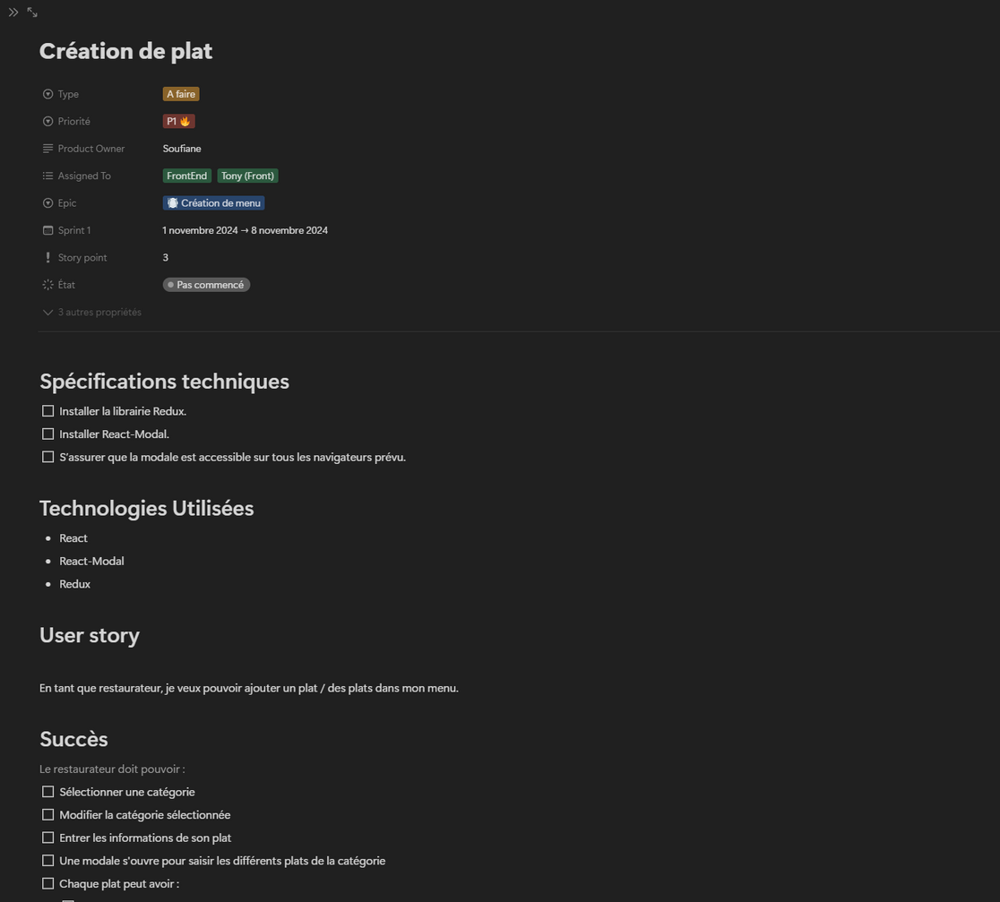 Création de plat
Type A faire
Priorité P1 🔥
Product Owner Soufiane
Assigned To FrontEnd Tony (Front)
Epic Création de menu
Sprint 1 1 novembre 2024 → 8 novembre 2024
Story point 3
État Pas commencé
3 autres propriétés
Spécifications techniques
Installer la librairie Redux.
Installer React-Modal.
S'assurer que la modale est accessible sur tous les navigateurs prévu.
Technologies Utilisées
React
React-Modal
Redux
User story
En tant que restaurateur, je veux pouvoir ajouter un plat / des plats dans mon menu.
Succès
Le restaurateur doit pouvoir :
Sélectionner une catégorie
Modifier la catégorie sélectionnée
Entrer les informations de son plat
Une modale s'ouvre pour saisir les différents plats de la catégorie
Chaque plat peut avoir :